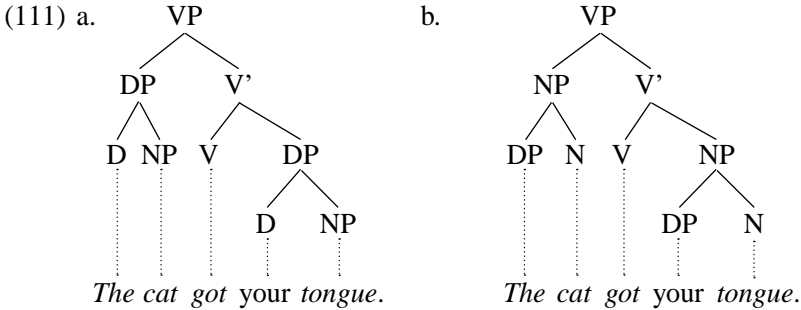 (111) a. VP b. VP
DP V' NP V'
D NP V DP DP N V NP
D NP DP N
The cat got your tongue. The cat got your tongue.